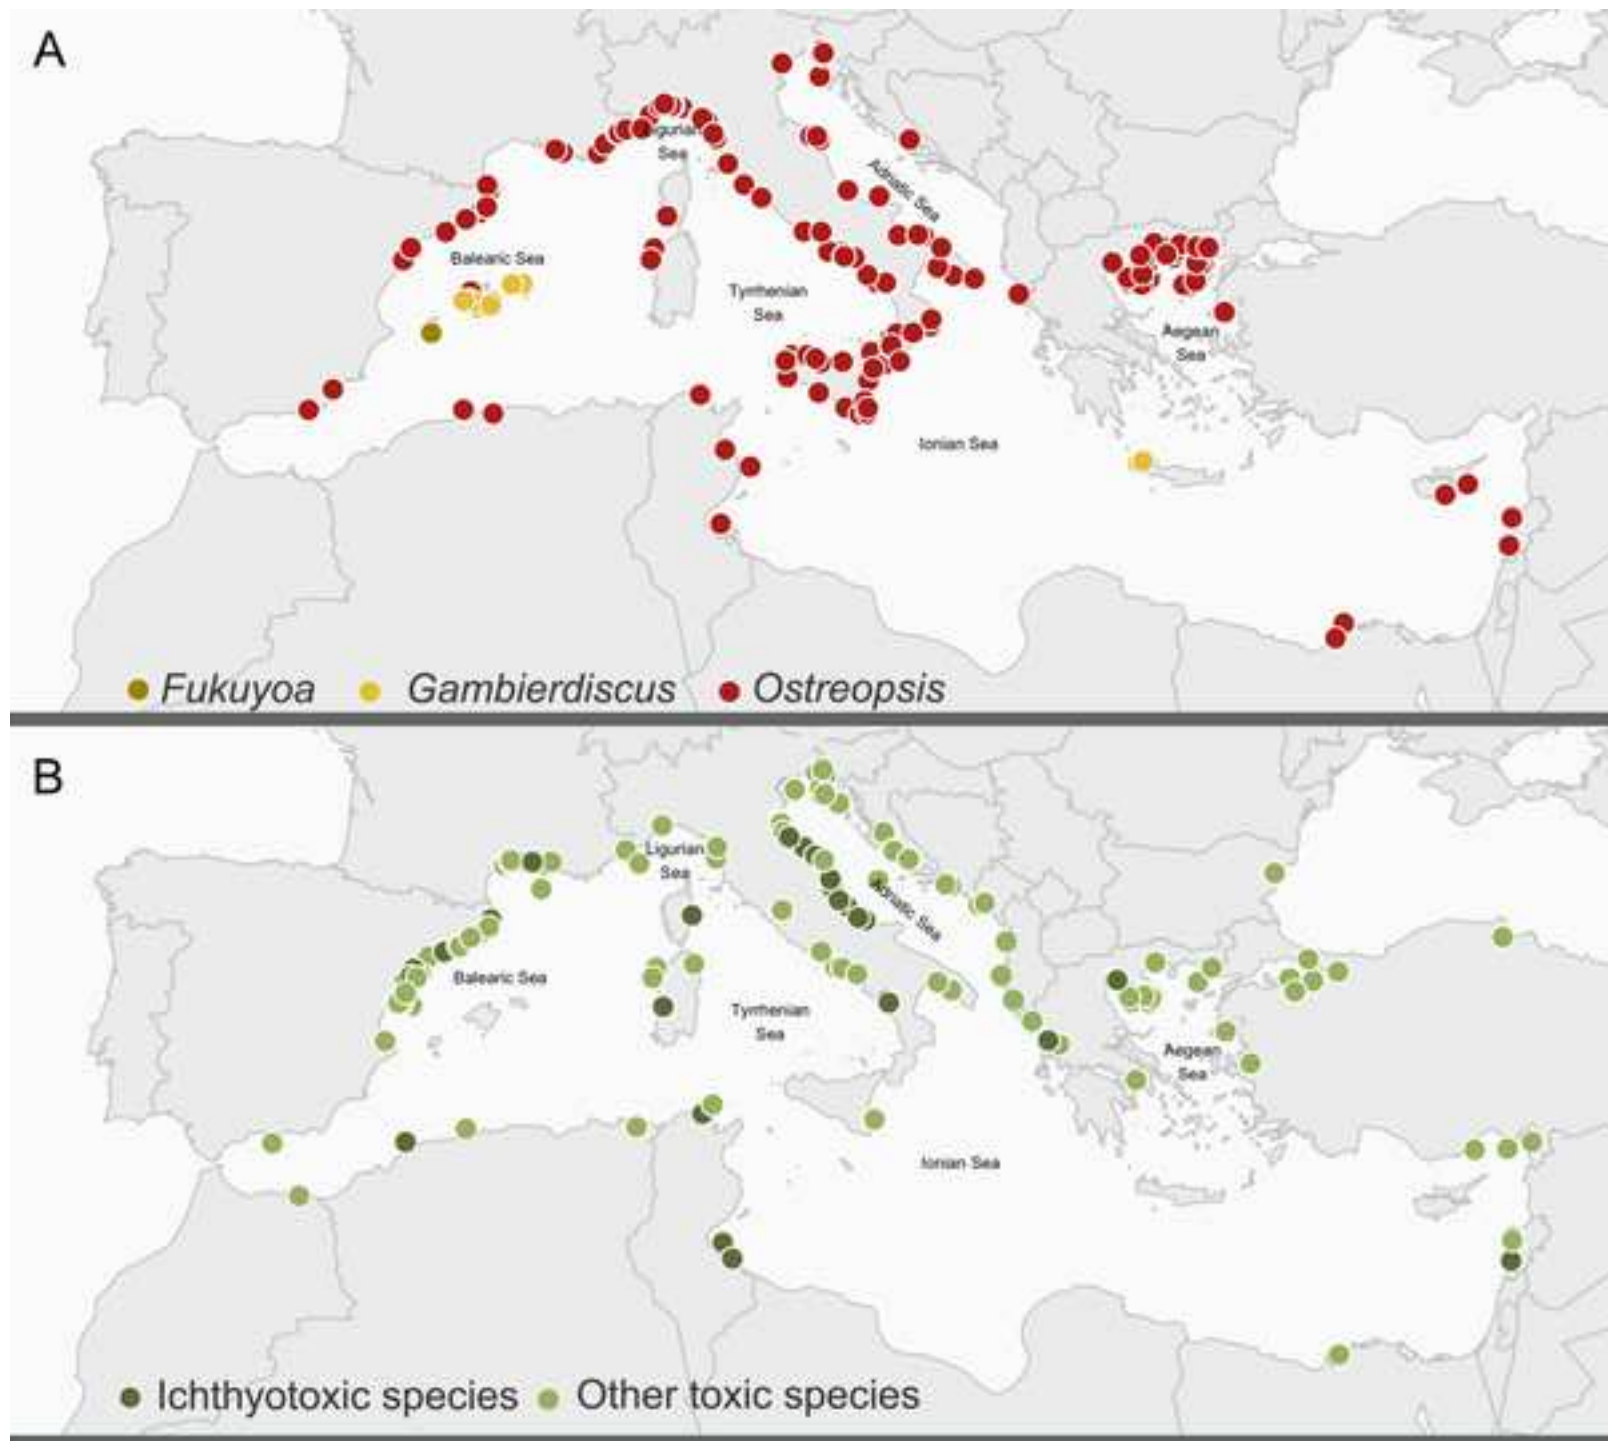 A
Ligurian
Sea
Adriatic Sea
Balearic Sea
Tyrrhenian
Sea
Aegean
Sea
Ionian Sea
Fukuyoa
Gambierdiscus
Ostreopsis
B
Ligurian
Sea
Adriatic Sea
Balearic Sea
Tyrrhenian
Sea
Aegean
Sea
Ionian Sea
Ichthyotoxic species
Other toxic species